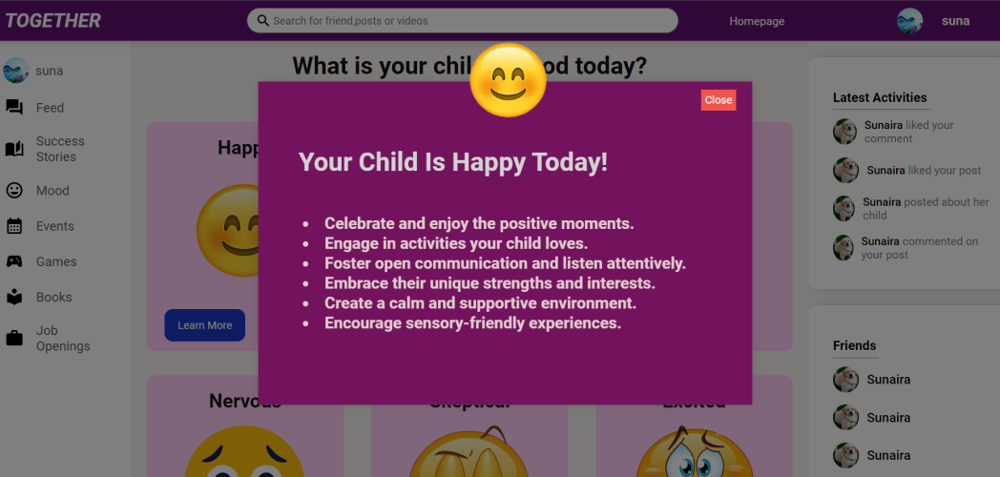 TOGETHER
Search for friend,posts or videos
Homepage
suna
suna
Feed
Success
Stories
Mood
Events
Games
Books
Job
Openings
What is your chil od today?
Happ
Learn More
Close
Your Child Is Happy Today!
• Celebrate and enjoy the positive moments.
• Engage in activities your child loves.
• Foster open communication and listen attentively.
• Embrace their unique strengths and interests.
• Create a calm and supportive environment.
• Encourage sensory-friendly experiences.
Nervous
Skeptical
Excited
Latest Activities
Sunaira liked your
comment
Sunaira liked your post
Sunaira posted about her
child
Sunaira commented on
your post
Friends
Sunaira
Sunaira
Sunaira